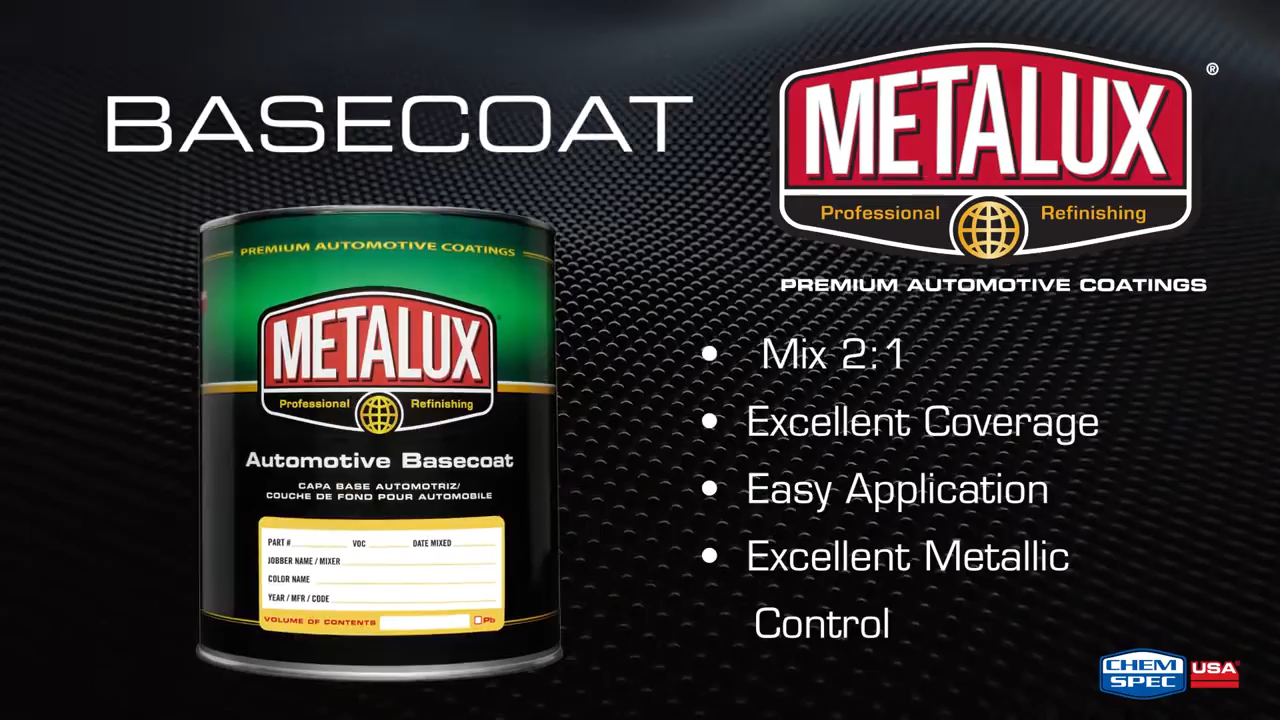 BASECOAT
METALUX
®
Professional Refinishing
PREMIUM AUTOMOTIVE COATINGS
PREMIUM AUTOMOTIVE COATINGS
METALUX
Professional Refinishing
Automotive Basecoat
CAPA BASE AUTOMOTRIZ/
COUCHE DE FOND POUR AUTOMOBILE
PART # VOC DATE MIXED
JOBBER NAME / MIXER
COLOR NAME
YEAR / MFR / CODE
VOLUME OF CONTENTS Pb
• Mix 2:1
• Excellent Coverage
• Easy Application
• Excellent Metallic
Control
CHEM
SPEC
USA